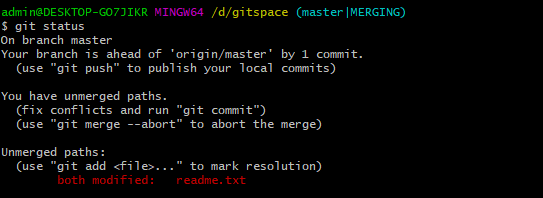 admin@DESKTOP-GO7JIKR MINGW64 /d/gitspace (master|MERGING)
$ git status
On branch master
Your branch is ahead of 'origin/master' by 1 commit.
  (use "git push" to publish your local commits)

You have unmerged paths.
  (fix conflicts and run "git commit")
  (use "git merge --abort" to abort the merge)

Unmerged paths:
  (use "git add <file>..." to mark resolution)
        both modified:   readme.txt